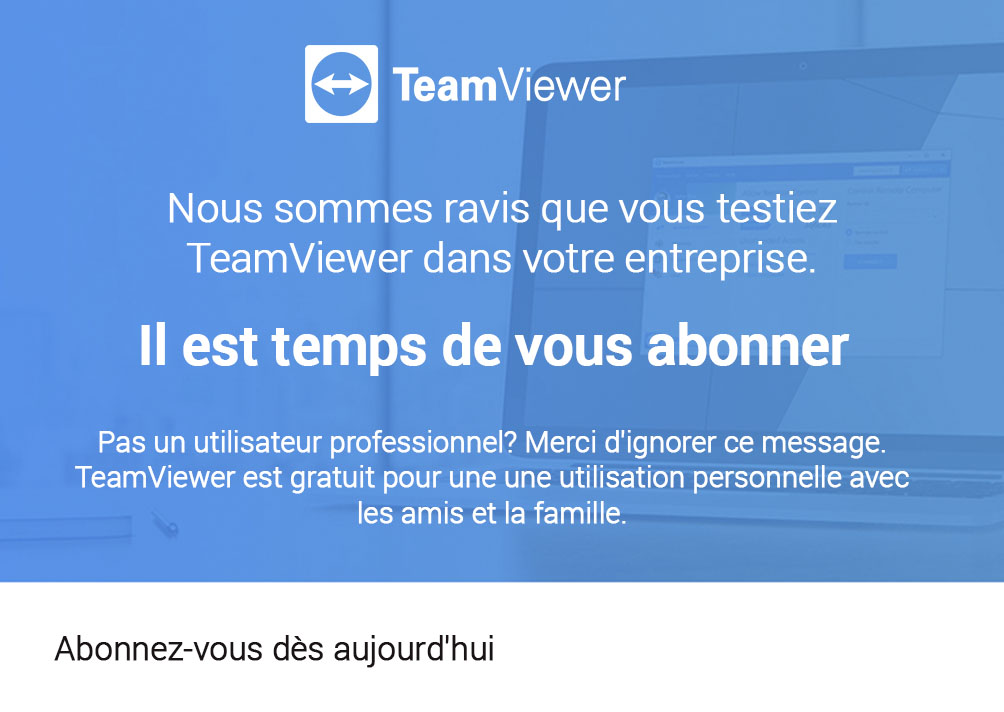 TeamViewer
Nous sommes ravis que vous testiez
TeamViewer dans votre entreprise.
Il est temps de vous abonner
Pas un utilisateur professionnel? Merci d'ignorer ce message.
TeamViewer est gratuit pour une une utilisation personnelle avec
les amis et la famille.
Abonnez-vous dès aujourd'hui